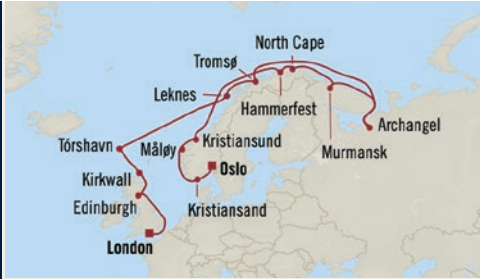 North Cape
Tromsø
Leknes
Hammerfest
Archangel
Murmansk
Tórshavn
Måløy
Kristiansund
Oslo
Kirkwall
Edinburgh
Kristiansand
London